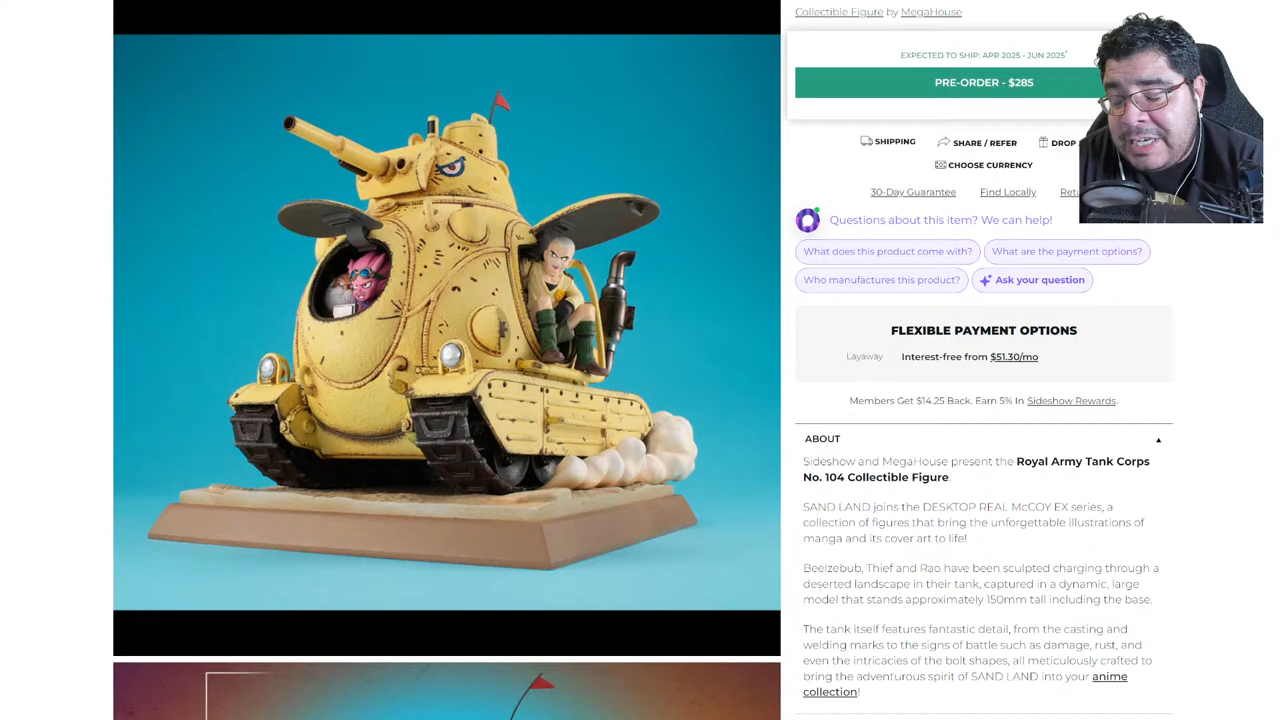 Collectible Figure by MegaHouse
EXPECTED TO SHIP: APR 2025 - JUN 2025*
PRE-ORDER - $285
SHIPPING
SHARE / REFER
DROP
CHOOSE CURRENCY
30-Day Guarantee
Find Locally
Questions about this item? We can help!
What does this product come with?
What are the payment options?
Who manufactures this product?
Ask your question
FLEXIBLE PAYMENT OPTIONS
Layaway
Interest-free from $51.30/mo
Members Get $14.25 Back. Earn 5% In Sideshow Rewards.
ABOUT
Sideshow and MegaHouse present the Royal Army Tank Corps
No. 104 Collectible Figure.
SAND LAND joins the DESKTOP REAL McCOY EX series, a
collection of figures that bring the unforgettable illustrations of
manga and its cover art to life!
Beelzebub, Thief and Rao have been sculpted charging through a
deserted landscape in their tank, captured in a dynamic, large
model that stands approximately 150mm tall including the base.
The tank itself features fantastic detail, from the casting and
welding marks to the signs of battle such as damage, rust, and
even the intricacies of the bolt shapes, all meticulously crafted to
bring the adventurous spirit of SAND LAND into your anime
collection!